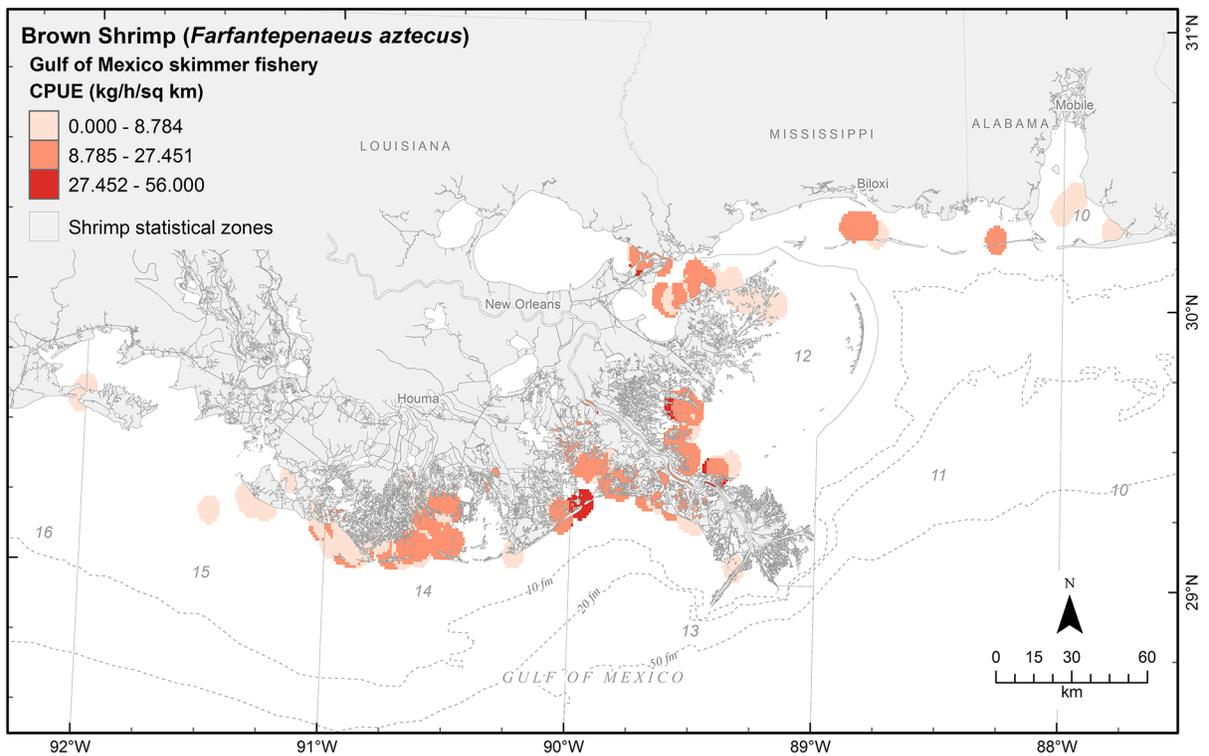 Brown Shrimp (Farfantepenaeus aztecus)
Gulf of Mexico skimmer fishery
CPUE (kg/h/sq km)
0.000 - 8.784
8.785 - 27.451
27.452 - 56.000
Shrimp statistical zones
LOUISIANA
MISSISSIPPI
ALABAMA
Mobile
Biloxi
New Orleans
Houma
10
12
11
10
16
15
14
13
10 fm
20 fm
50 fm
GULF OF MEXICO
N
0 15 30 60
km
31°N
30°N
29°N
92°W 91°W 90°W 89°W 88°W